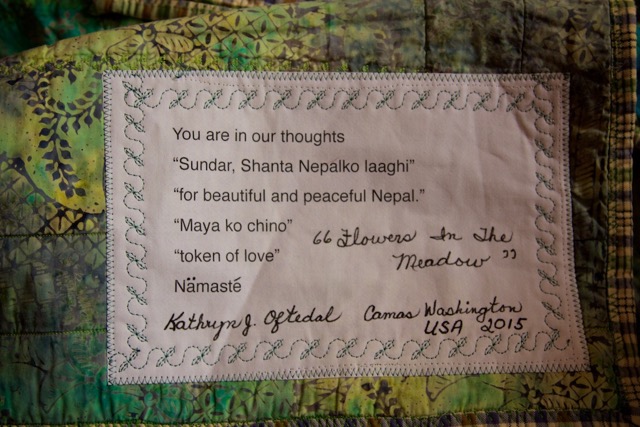 You are in our thoughts
“Sundar, Shanta Nepalko laaghi”
“for beautiful and peaceful Nepal.”
“Maya ko chino”
“token of love”
“Flowers In The
Meadow”
Nämasté
Kathryn J. Oftedal
Camas Washington
USA 2015